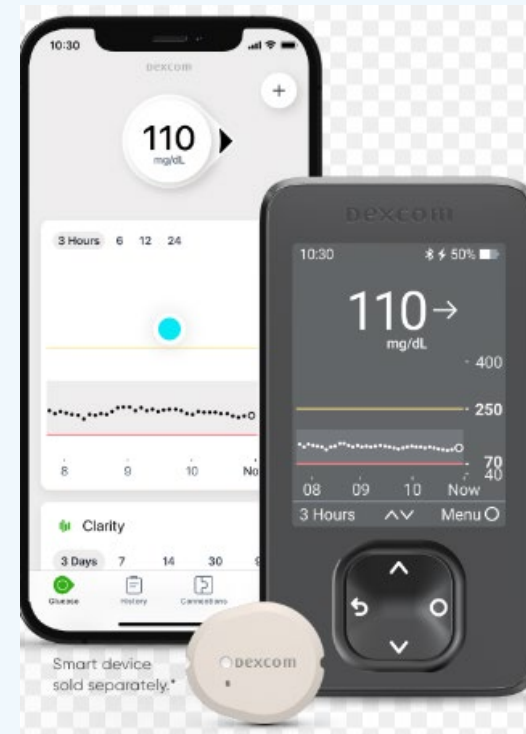 10:30
Dexcom
+
110
mg/dL
3 Hours 6 12 24
8 9 10
Clarity
3 Days 7 14 30
Glucose History Connections
Smart device
sold separately.*
Dexcom
Dexcom
10:30 50%
110→
mg/dL
400
250
70
40
08 09 10 Now
3 Hours Menu